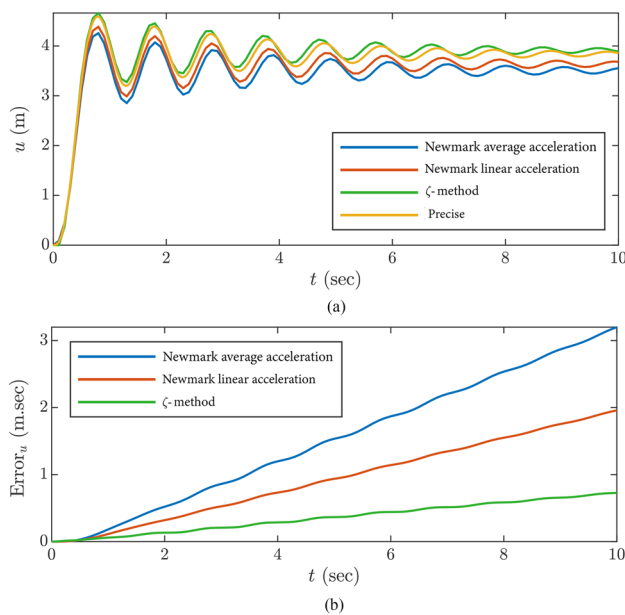 4
3
2
1
0
u (m)
Newmark average acceleration
Newmark linear acceleration
ζ- method
Precise
0 2 4 6 8 10
t (sec)
(a)
3
2
1
0
Error_u (m.sec)
Newmark average acceleration
Newmark linear acceleration
ζ- method
0 2 4 6 8 10
t (sec)
(b)